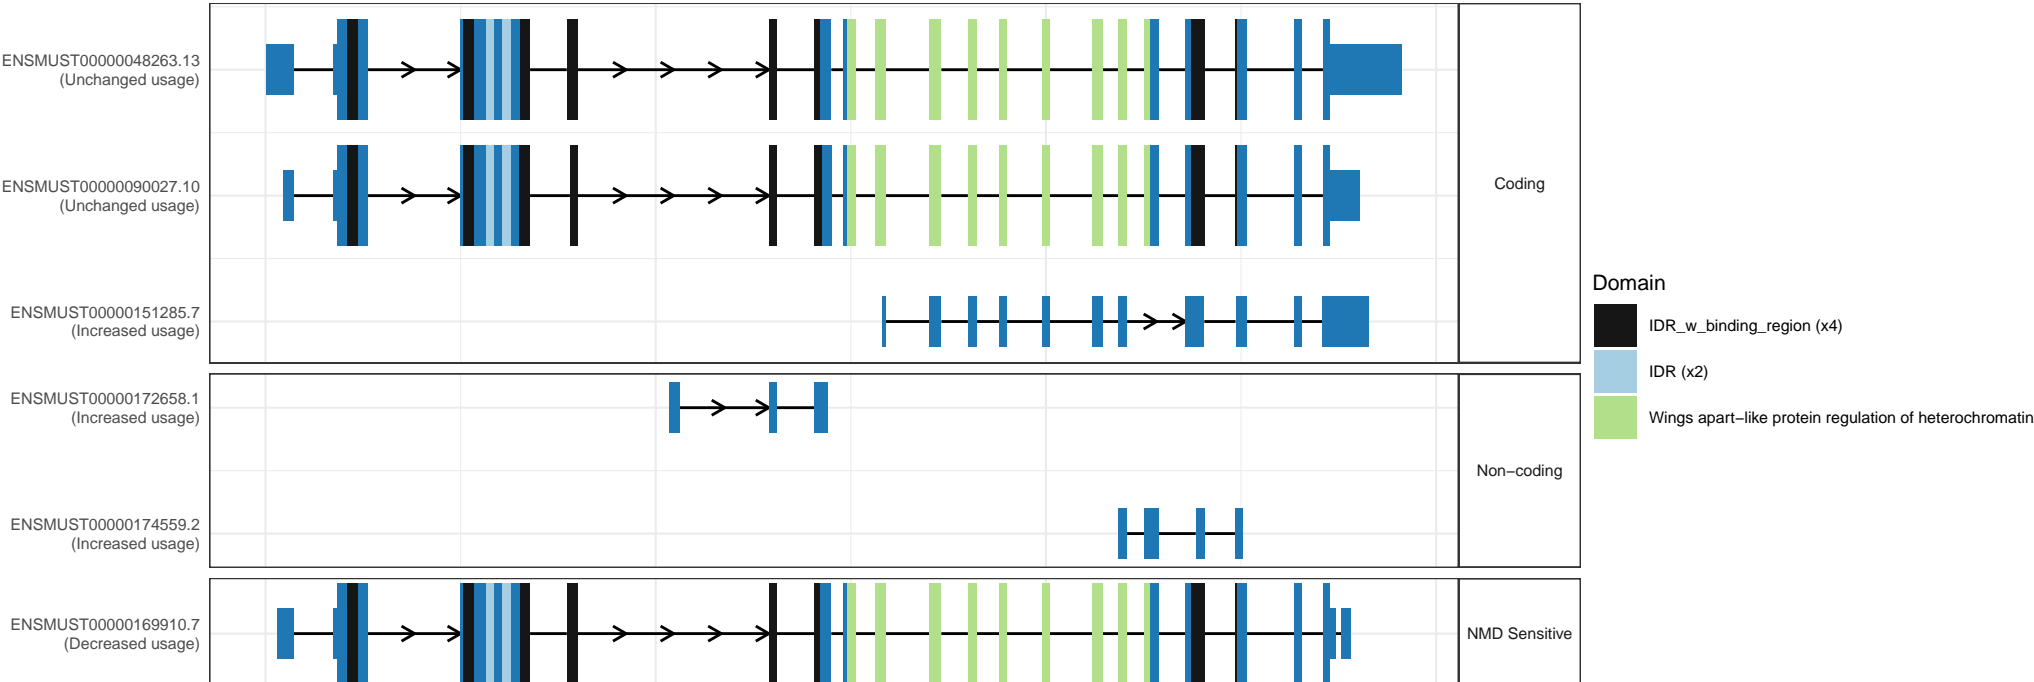 ENSMUST00000048263.13
(Unchanged usage)
ENSMUST00000090027.10
(Unchanged usage)
ENSMUST00000151285.7
(Increased usage)
Coding
ENSMUST00000172658.1
(Increased usage)
ENSMUST00000174559.2
(Increased usage)
Non−coding
ENSMUST00000169910.7
(Decreased usage)
NMD Sensitive
Domain
IDR_w_binding_region (x4)
IDR (x2)
Wings apart−like protein regulation of heterochromatin